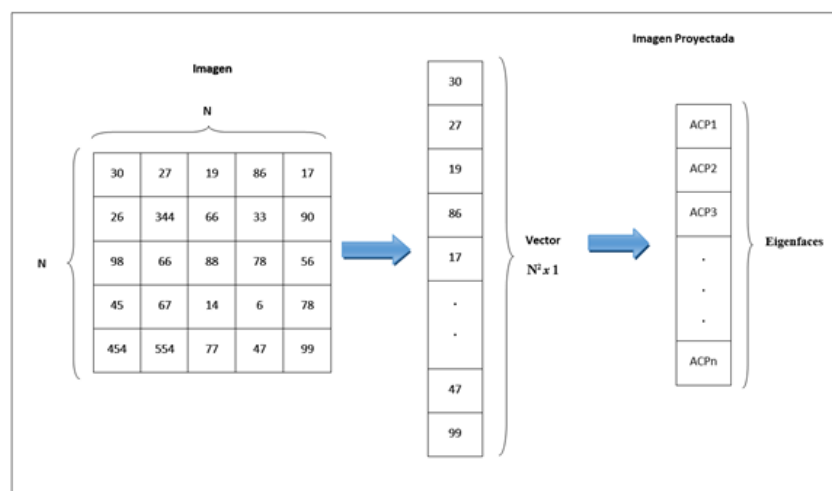 Imagen Proyectada
Imagen
N
N
30 27 19 86 17
26 344 66 33 90
98 66 88 78 56
45 67 14 6 78
454 554 77 47 99
30
27
19
86
17
.
.
47
99
Vector
N² x 1
ACP1
ACP2
ACP3
.
.
.
ACPn
Eigenfaces